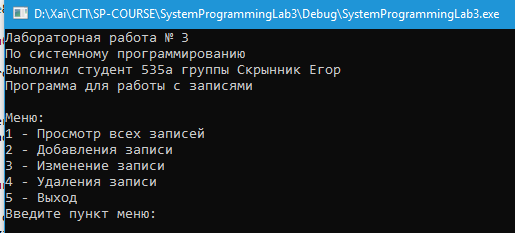 D:\Xai\СП\SP-COURSE\SystemProgrammingLab3\Debug\SystemProgrammingLab3.exe
Лабораторная работа № 3
По системному программированию
Выполнил студент 535а группы Скрынник Егор
Программа для работы с записями
Меню:
1 - Просмотр всех записей
2 - Добавления записи
3 - Изменение записи
4 - Удаления записи
5 - Выход
Введите пункт меню: